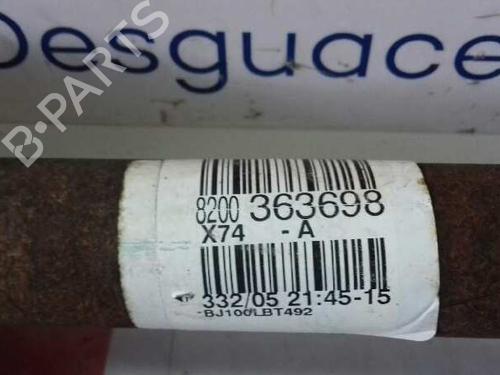 Desguace
B-PARTS
8200 363698
X74 -A
332/05 21:45-15
-BJ100LBT492